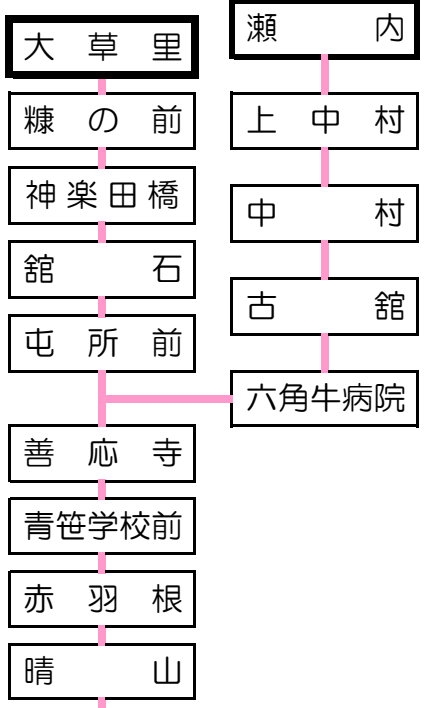 大草里
糠の前
神楽田橋
舘石
屯所前
善応寺
青笹学校前
赤羽根
晴山
瀬内
上中村
中村
古舘
六角牛病院